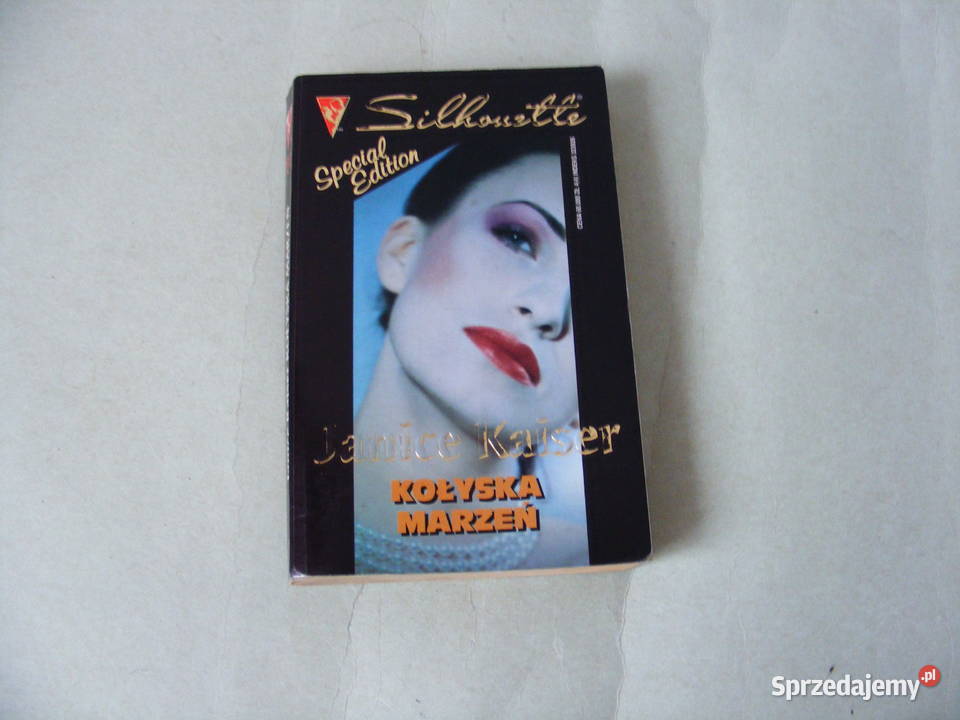 Silhouette
Special
Edition
Janice Kaiser
KOŁYSKA
MARZEŃ
Sprzedajemy.pl